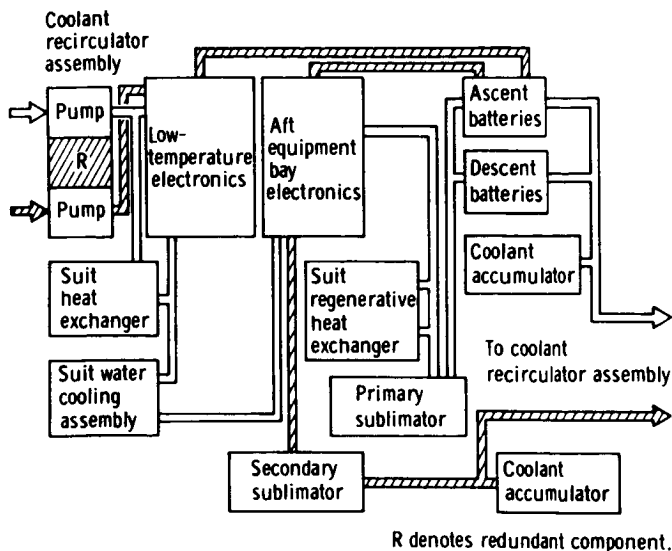 Coolant
recirculator
assembly
Pump
R
Pump
Low-
temperature
electronics
Aft
equipment
bay
electronics
Ascent
batteries
Descent
batteries
Coolant
accumulator
Suit
heat
exchanger
Suit
regenerative
heat
exchanger
Suit water
cooling
assembly
Primary
sublimator
To coolant
recirculator assembly
Secondary
sublimator
Coolant
accumulator
R denotes redundant component.